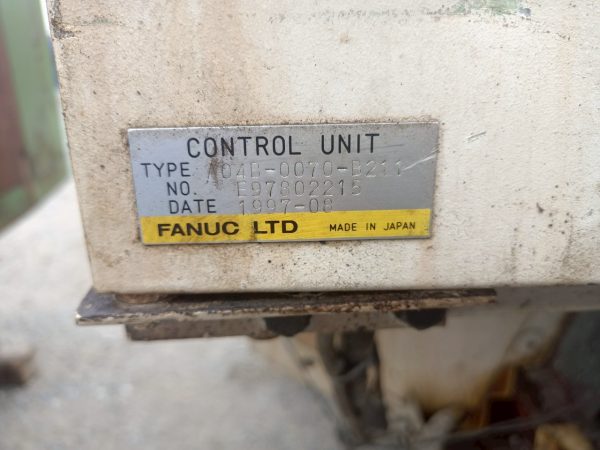 CONTROL UNIT
TYPE A04B-0070-B211
NO. E97802215
DATE 1997-08
FANUC LTD MADE IN JAPAN